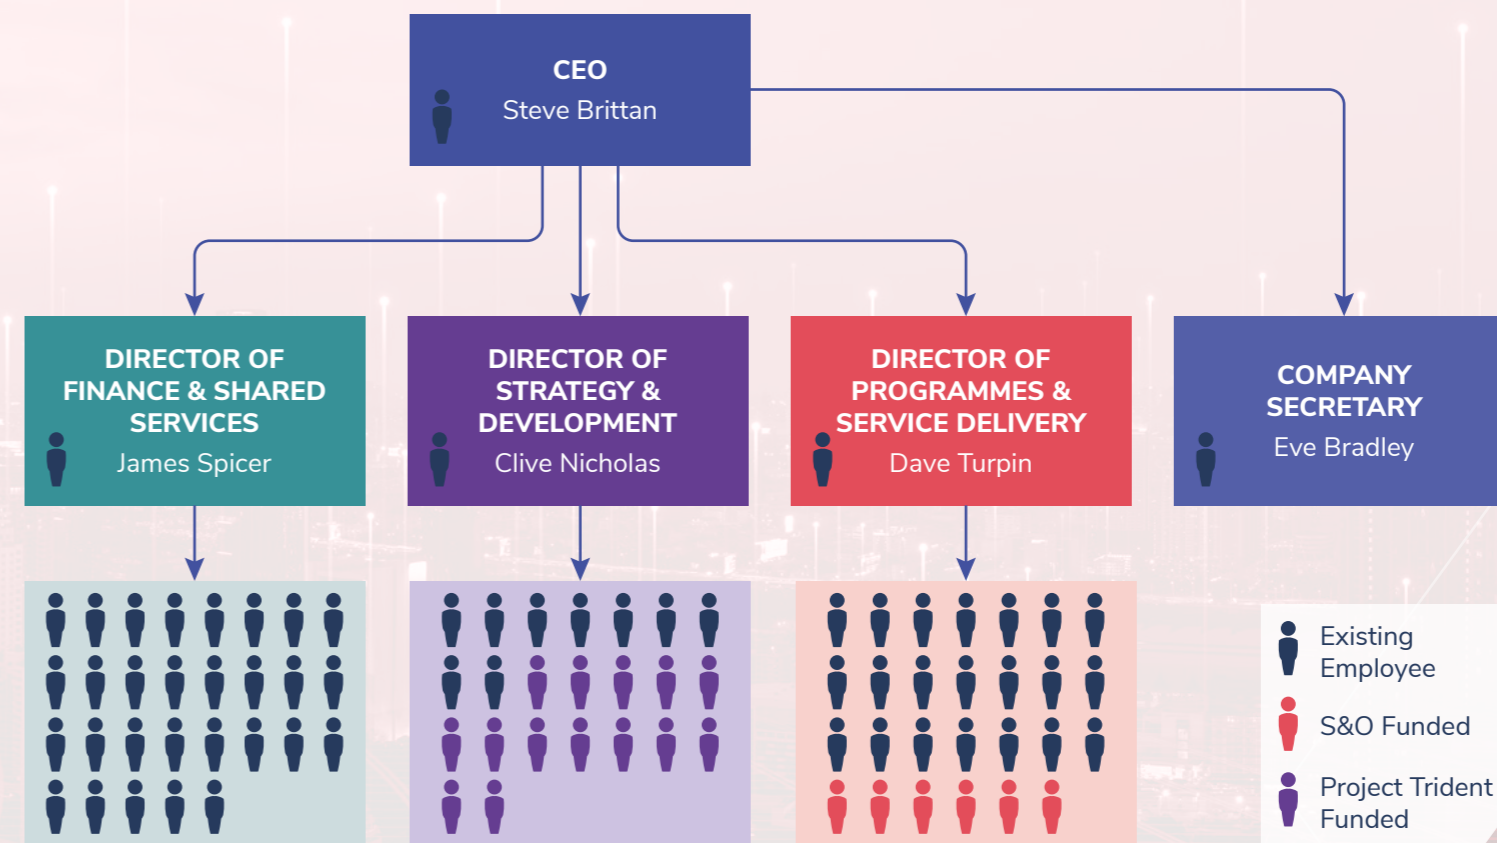 CEO
Steve Brittan
DIRECTOR OF
FINANCE & SHARED
SERVICES
James Spicer
DIRECTOR OF
STRATEGY &
DEVELOPMENT
Clive Nicholas
DIRECTOR OF
PROGRAMMES &
SERVICE DELIVERY
Dave Turpin
COMPANY
SECRETARY
Eve Bradley
Existing
Employee
S&O Funded
Project Trident
Funded